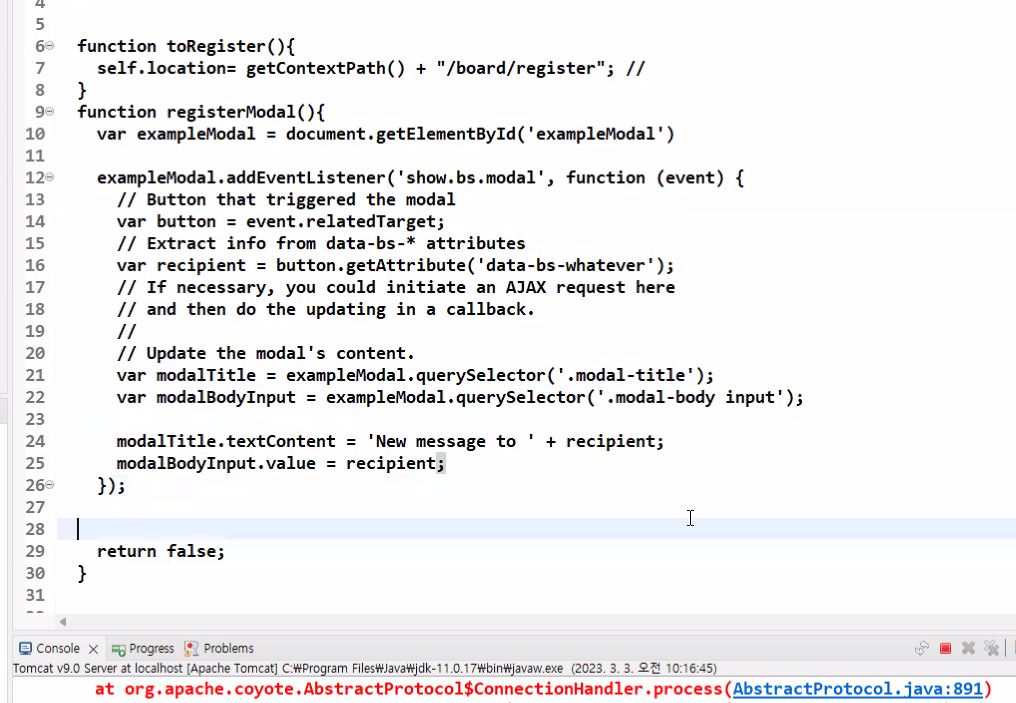 4
5
6 function toRegister(){
7 self.location= getContextPath() + "/board/register"; //
8 }
9 function registerModal(){
10 var exampleModal = document.getElementById('exampleModal')
11
12 exampleModal.addEventListener('show.bs.modal', function (event) {
13 // Button that triggered the modal
14 var button = event.relatedTarget;
15 // Extract info from data-bs-* attributes
16 var recipient = button.getAttribute('data-bs-whatever');
17 // If necessary, you could initiate an AJAX request here
18 // and then do the updating in a callback.
19 //
20 // Update the modal's content.
21 var modalTitle = exampleModal.querySelector('.modal-title');
22 var modalBodyInput = exampleModal.querySelector('.modal-body input');
23
24 modalTitle.textContent = 'New message to ' + recipient;
25 modalBodyInput.value = recipient;
26 });
27
28
29 return false;
30 }
31
Console Progress Problems
Tomcat v9.0 Server at localhost [Apache Tomcat] C:₩Program Files₩Java₩jdk-11.0.17₩bin₩javaw.exe (2023. 3. 3. 오전 10:16:45)
at org.apache.coyote.AbstractProtocol$ConnectionHandler.process(AbstractProtocol.java:891)